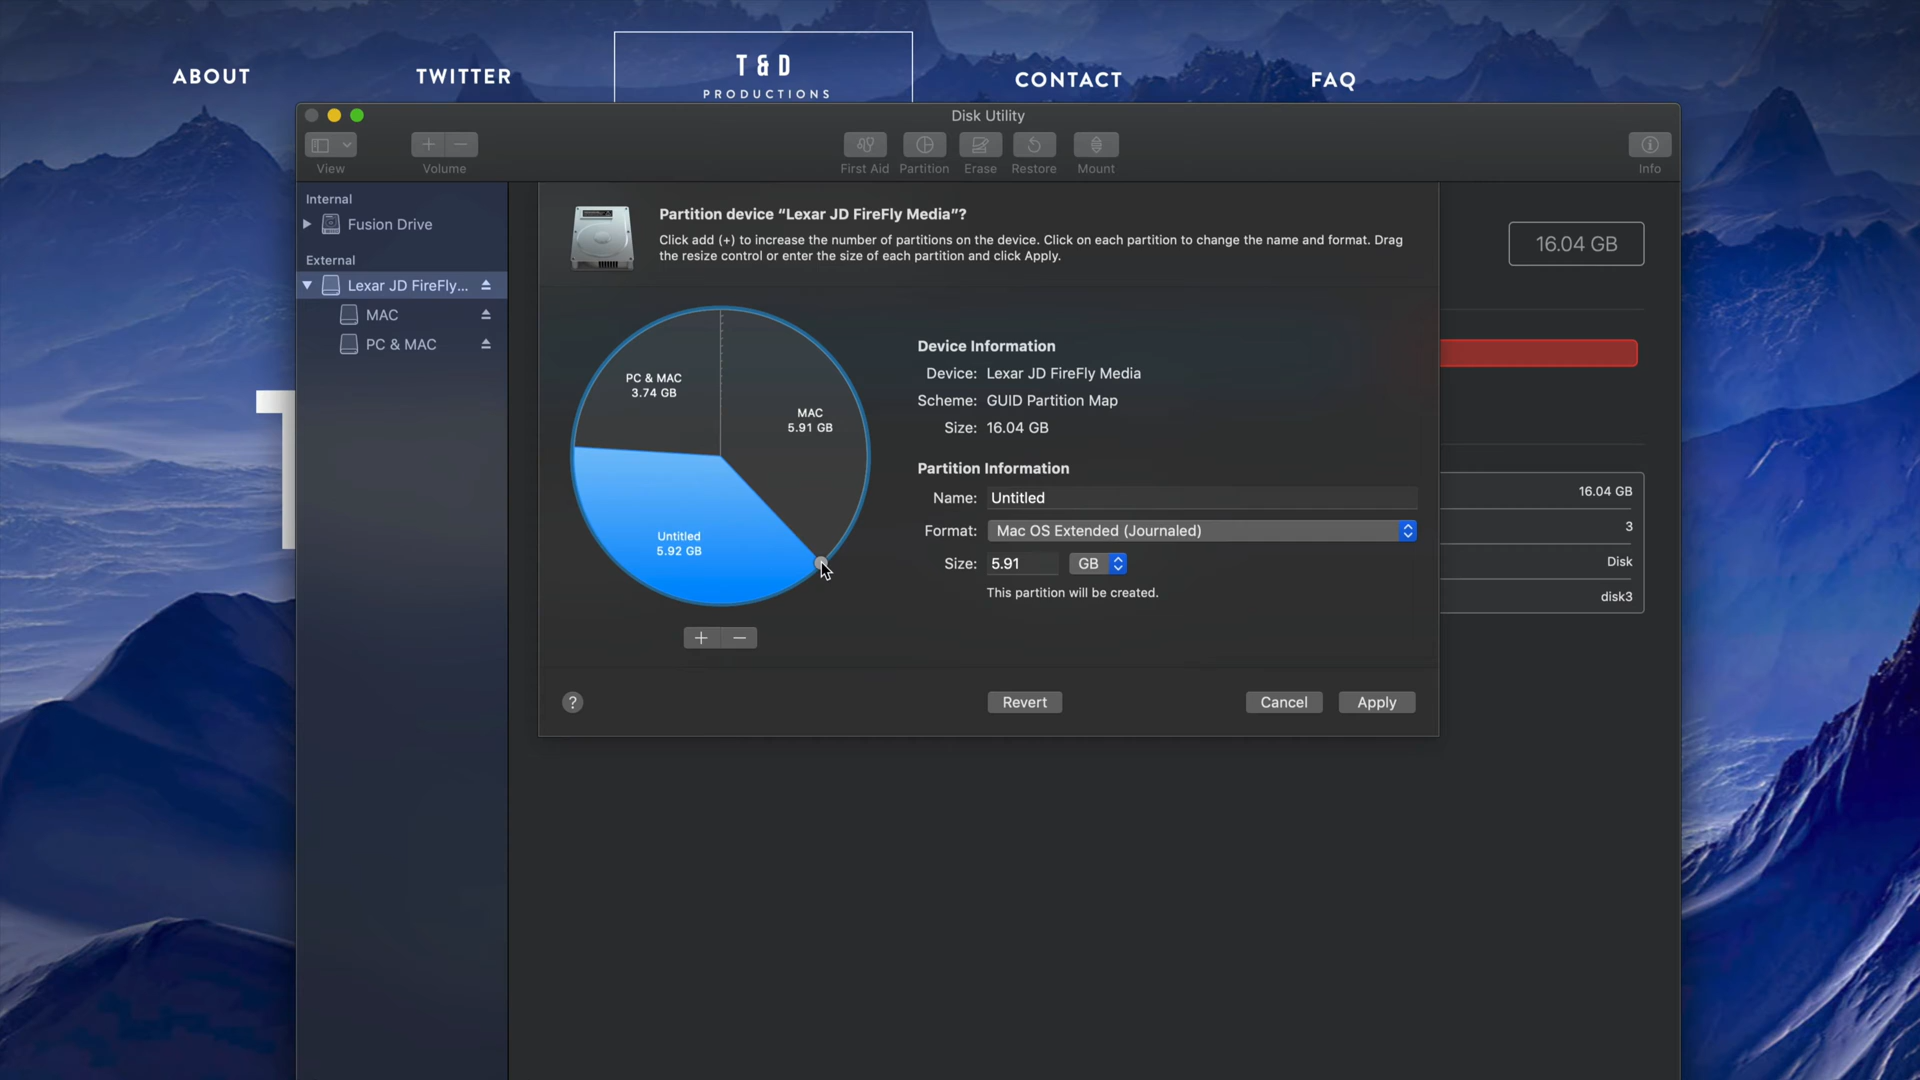 ABOUT
TWITTER
T & D
PRODUCTIONS
CONTACT
FAQ
Disk Utility
View
Volume
First Aid
Partition
Erase
Restore
Mount
Info
Internal
Fusion Drive
External
Lexar JD FireFly...
MAC
PC & MAC
Partition device “Lexar JD FireFly Media”?
Click add (+) to increase the number of partitions on the device. Click on each partition to change the name and format. Drag
the resize control or enter the size of each partition and click Apply.
16.04 GB
PC & MAC
3.74 GB
MAC
5.91 GB
Untitled
5.92 GB
Device Information
Device: Lexar JD FireFly Media
Scheme: GUID Partition Map
Size: 16.04 GB
Partition Information
Name: Untitled
Format: Mac OS Extended (Journaled)
Size: 5.91 GB
This partition will be created.
16.04 GB
3
Disk
disk3
T
?
Revert
Cancel
Apply